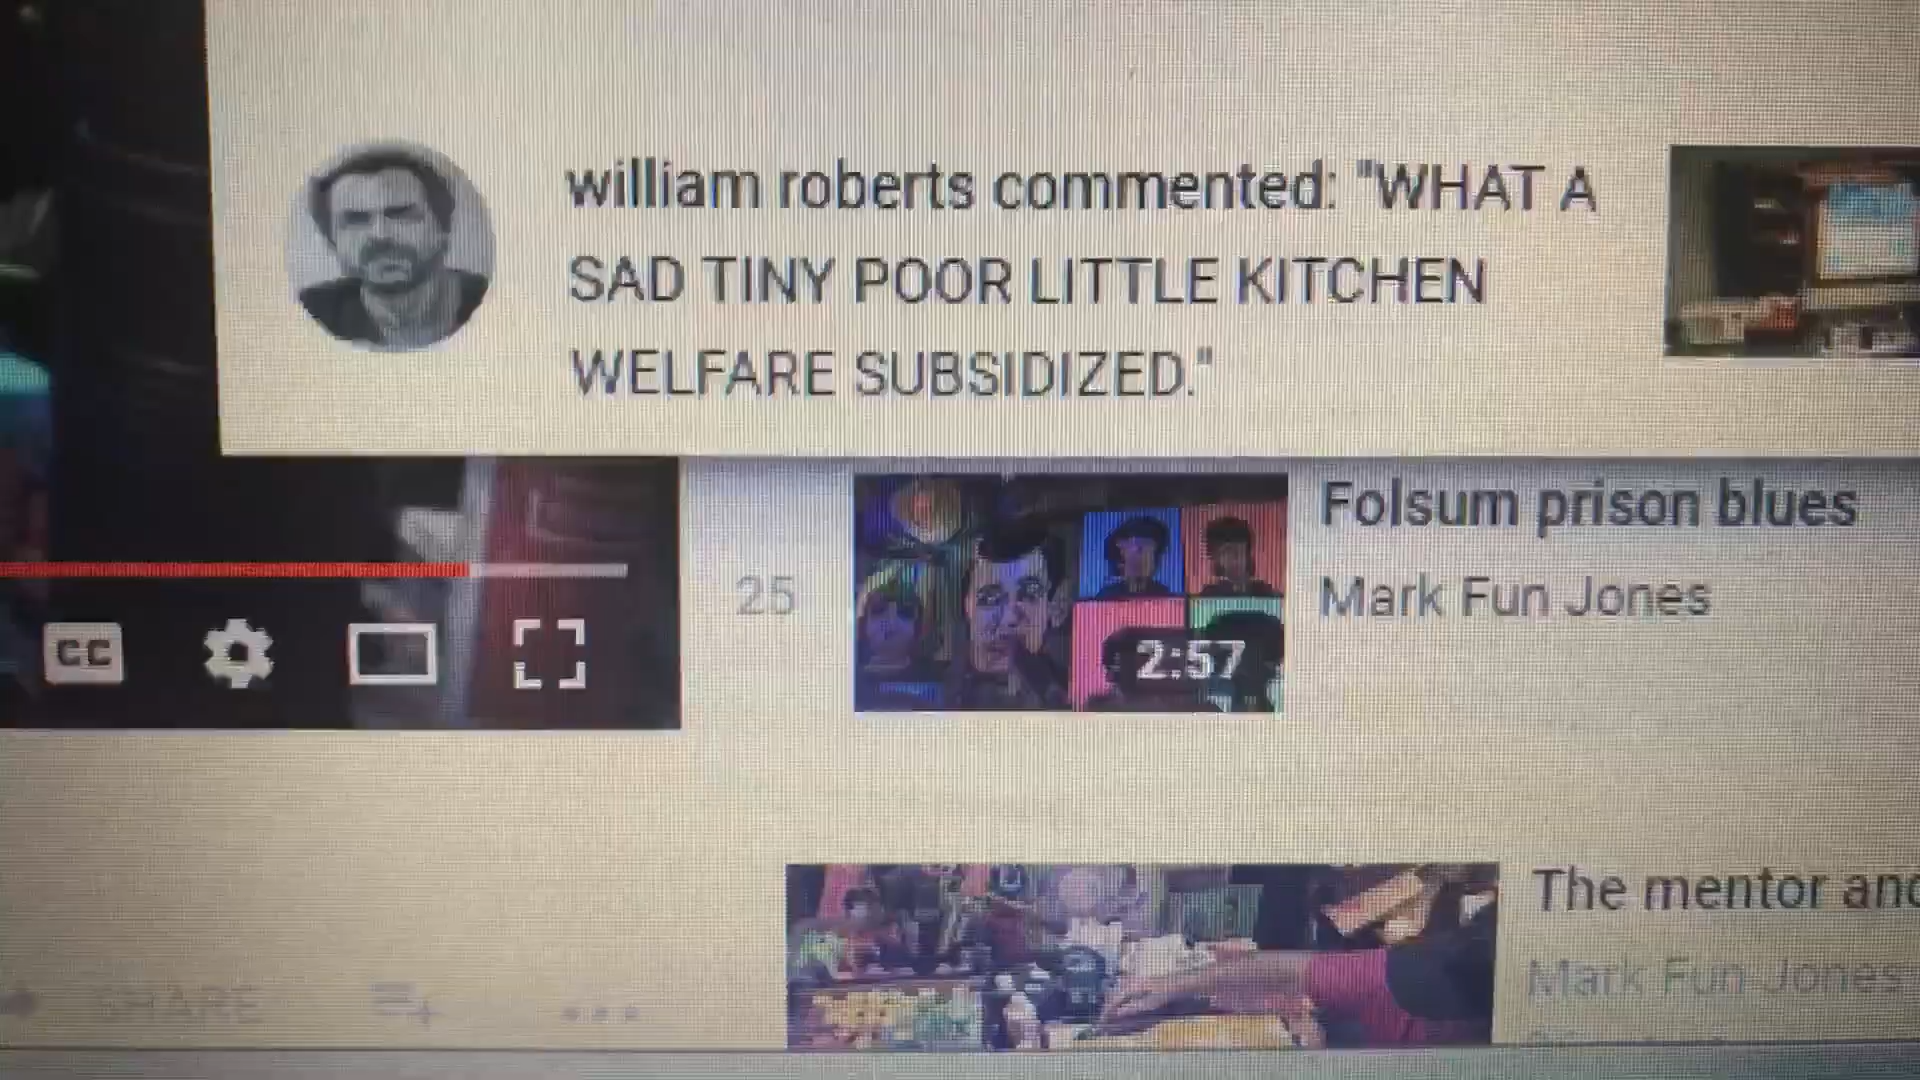 william roberts commented: "WHAT A
SAD TINY POOR LITTLE KITCHEN
WELFARE SUBSIDIZED."
25
2:57
Folsum prison blues
Mark Fun Jones
CC
The mentor and
Mark Fun Jones
SHARE